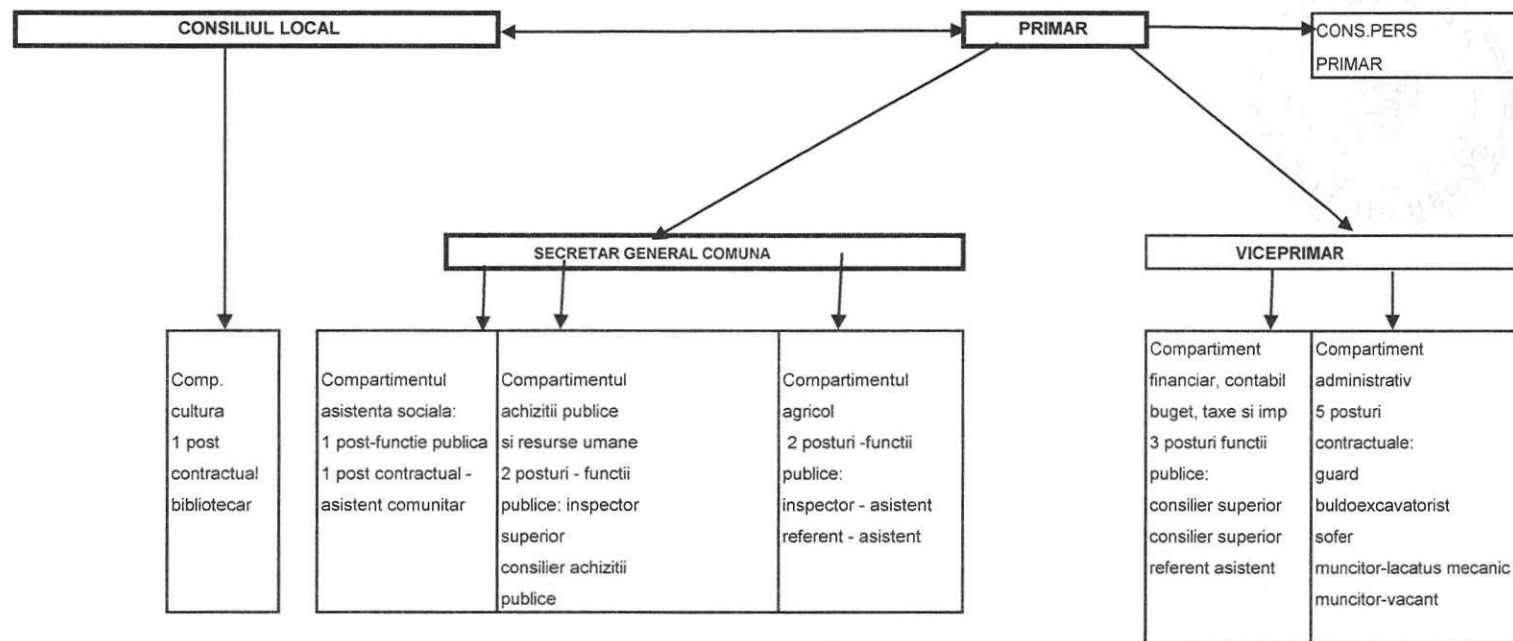 CONSILIUL LOCAL
PRIMAR
CONS.PERS
PRIMAR
SECRETAR GENERAL COMUNA
VICEPRIMAR
Comp.
cultura
1 post
contractual
bibliotecar
Compartimentul
asistenta sociala:
1 post-functie publica
1 post contractual -
asistent comunitar
Compartimentul
achizitii publice
si resurse umane
2 posturi - functii
publice: inspector
superior
consilier achizitii
publice
Compartimentul
agricol
2 posturi -functii
publice:
inspector - asistent
referent - asistent
Compartiment
financiar, contabil
buget, taxe si imp
3 posturi functii
publice:
consilier superior
consilier superior
referent asistent
Compartiment
administrativ
5 posturi
contractuale:
guard
buldoexcavatorist
sofer
muncitor-lacatus mecanic
muncitor-vacant